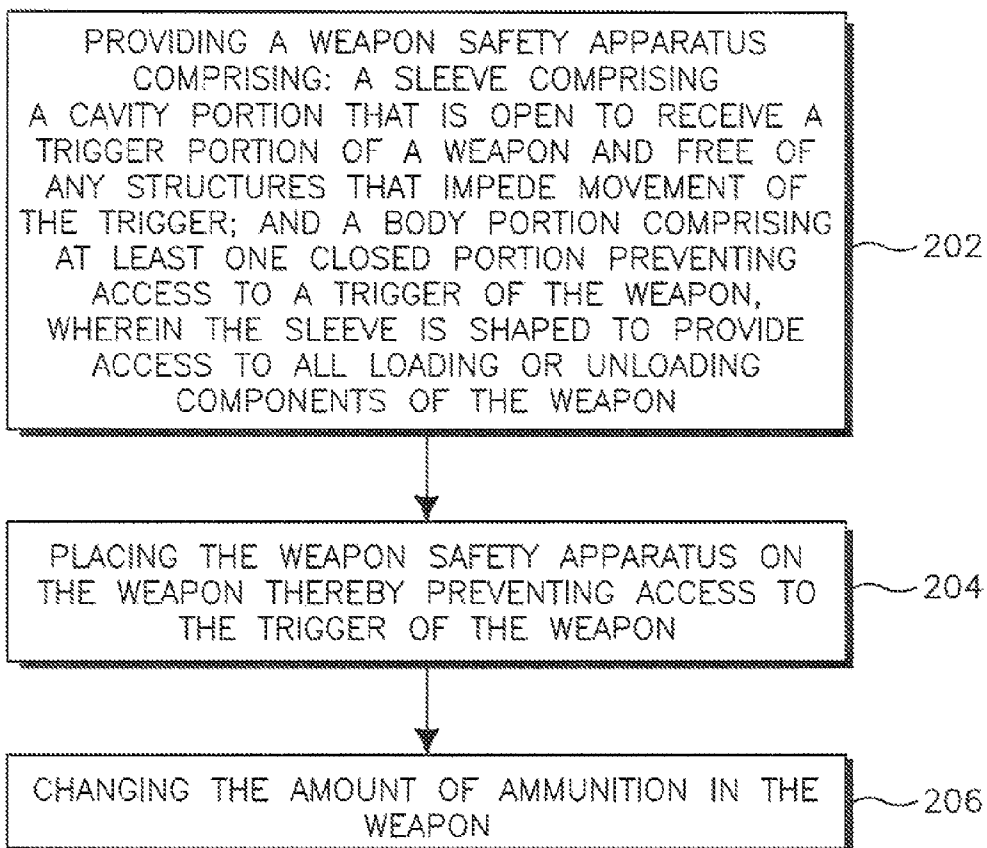 PROVIDING A WEAPON SAFETY APPARATUS
COMPRISING: A SLEEVE COMPRISING
A CAVITY PORTION THAT IS OPEN TO RECEIVE A
TRIGGER PORTION OF A WEAPON AND FREE OF
ANY STRUCTURES THAT IMPEDE MOVEMENT OF
THE TRIGGER; AND A BODY PORTION COMPRISING
AT LEAST ONE CLOSED PORTION PREVENTING
ACCESS TO A TRIGGER OF THE WEAPON,
WHEREIN THE SLEEVE IS SHAPED TO PROVIDE
ACCESS TO ALL LOADING OR UNLOADING
COMPONENTS OF THE WEAPON
202
PLACING THE WEAPON SAFETY APPARATUS ON
THE WEAPON THEREBY PREVENTING ACCESS TO
THE TRIGGER OF THE WEAPON
204
CHANGING THE AMOUNT OF AMMUNITION IN THE
WEAPON
206